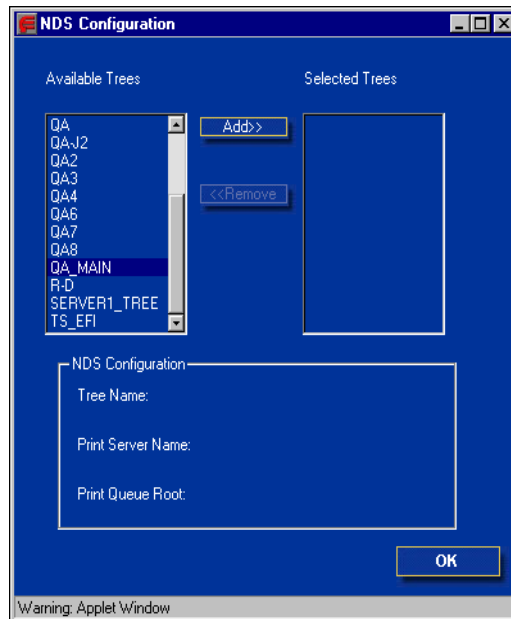 NDS Configuration
Available Trees
Selected Trees
QA
QA-J2
QA2
QA3
QA4
QA6
QA7
QA8
QA_MAIN
R-D
SERVER1_TREE
TS_EFI
Add>>
<<Remove
NDS Configuration
Tree Name:
Print Server Name:
Print Queue Root:
OK
Warning: Applet Window